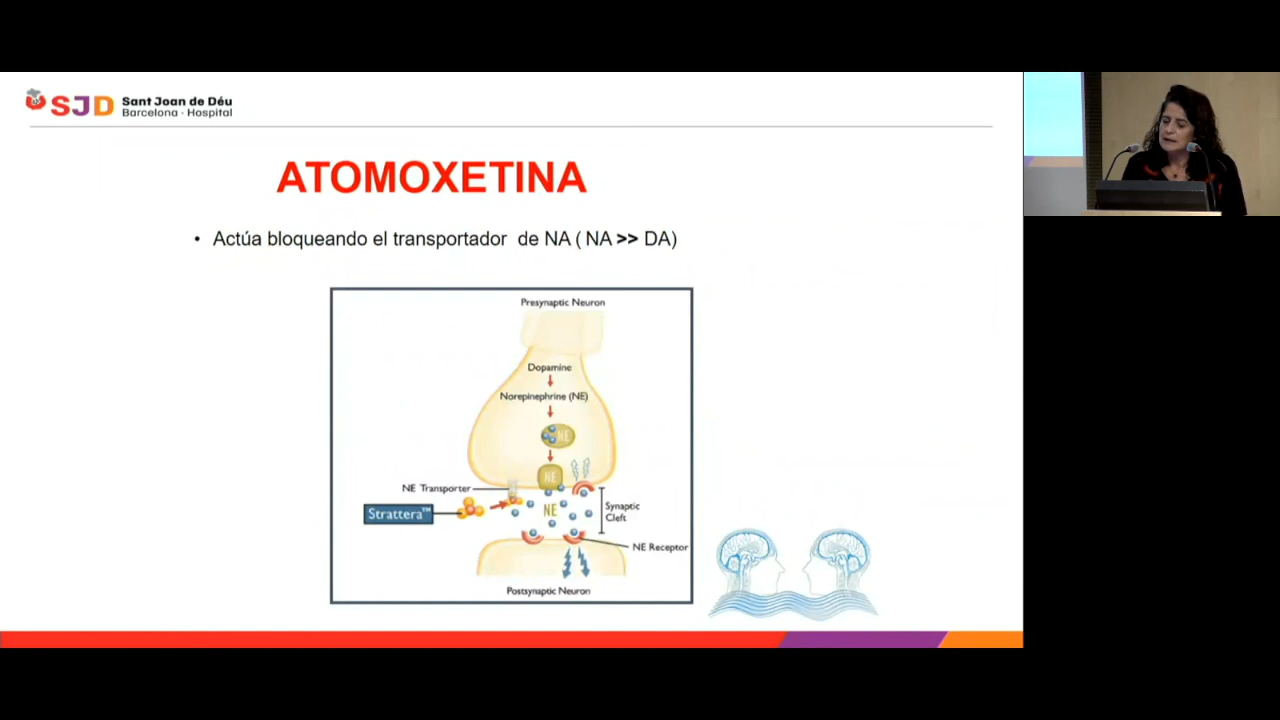 SJD Sant Joan de Déu
Barcelona - Hospital
ATOMOXETINA
• Actúa bloqueando el transportador de NA ( NA >> DA)
Presynaptic Neuron
Dopamine
Norepinephrine (NE)
NE
NE
NE Transporter
Strattera™
NE
Synaptic
Cleft
NE Receptor
Postsynaptic Neuron